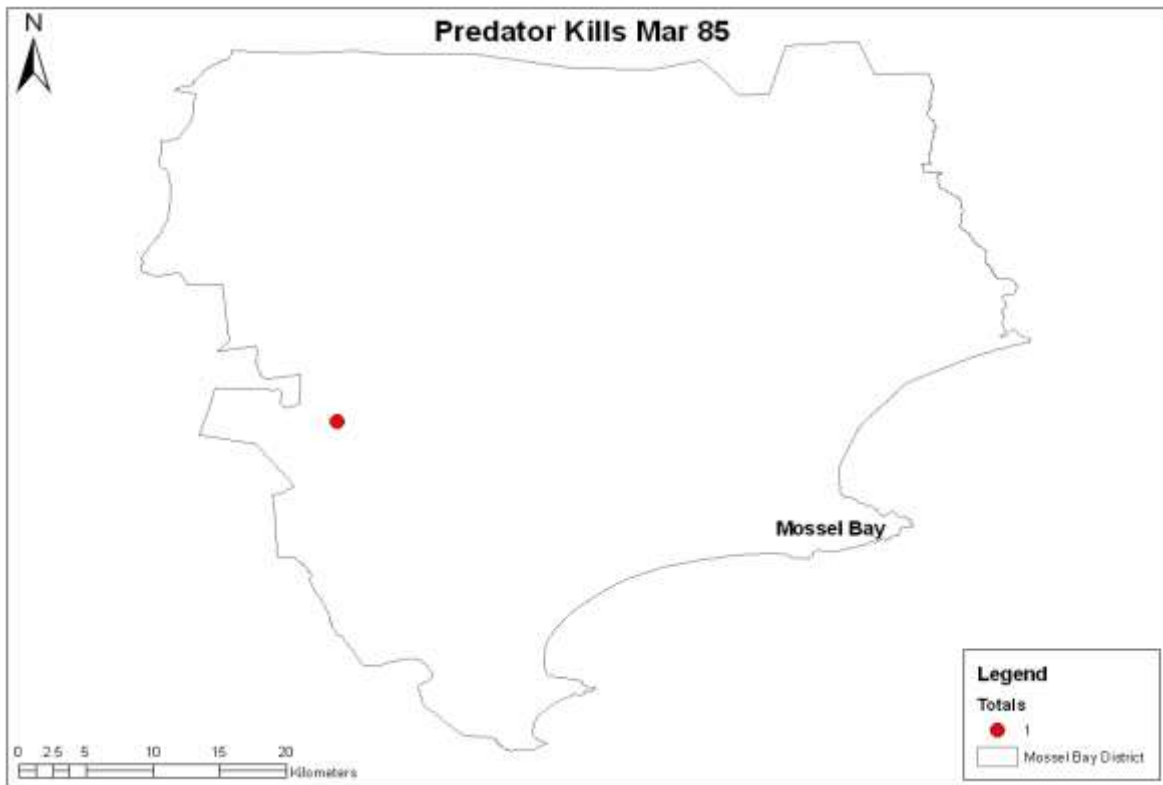 Predator Kills Mar 85
N
Mossel Bay
Legend
Totals
1
Mossel Bay District
0 2.5 5 10 15 20
Kilometers